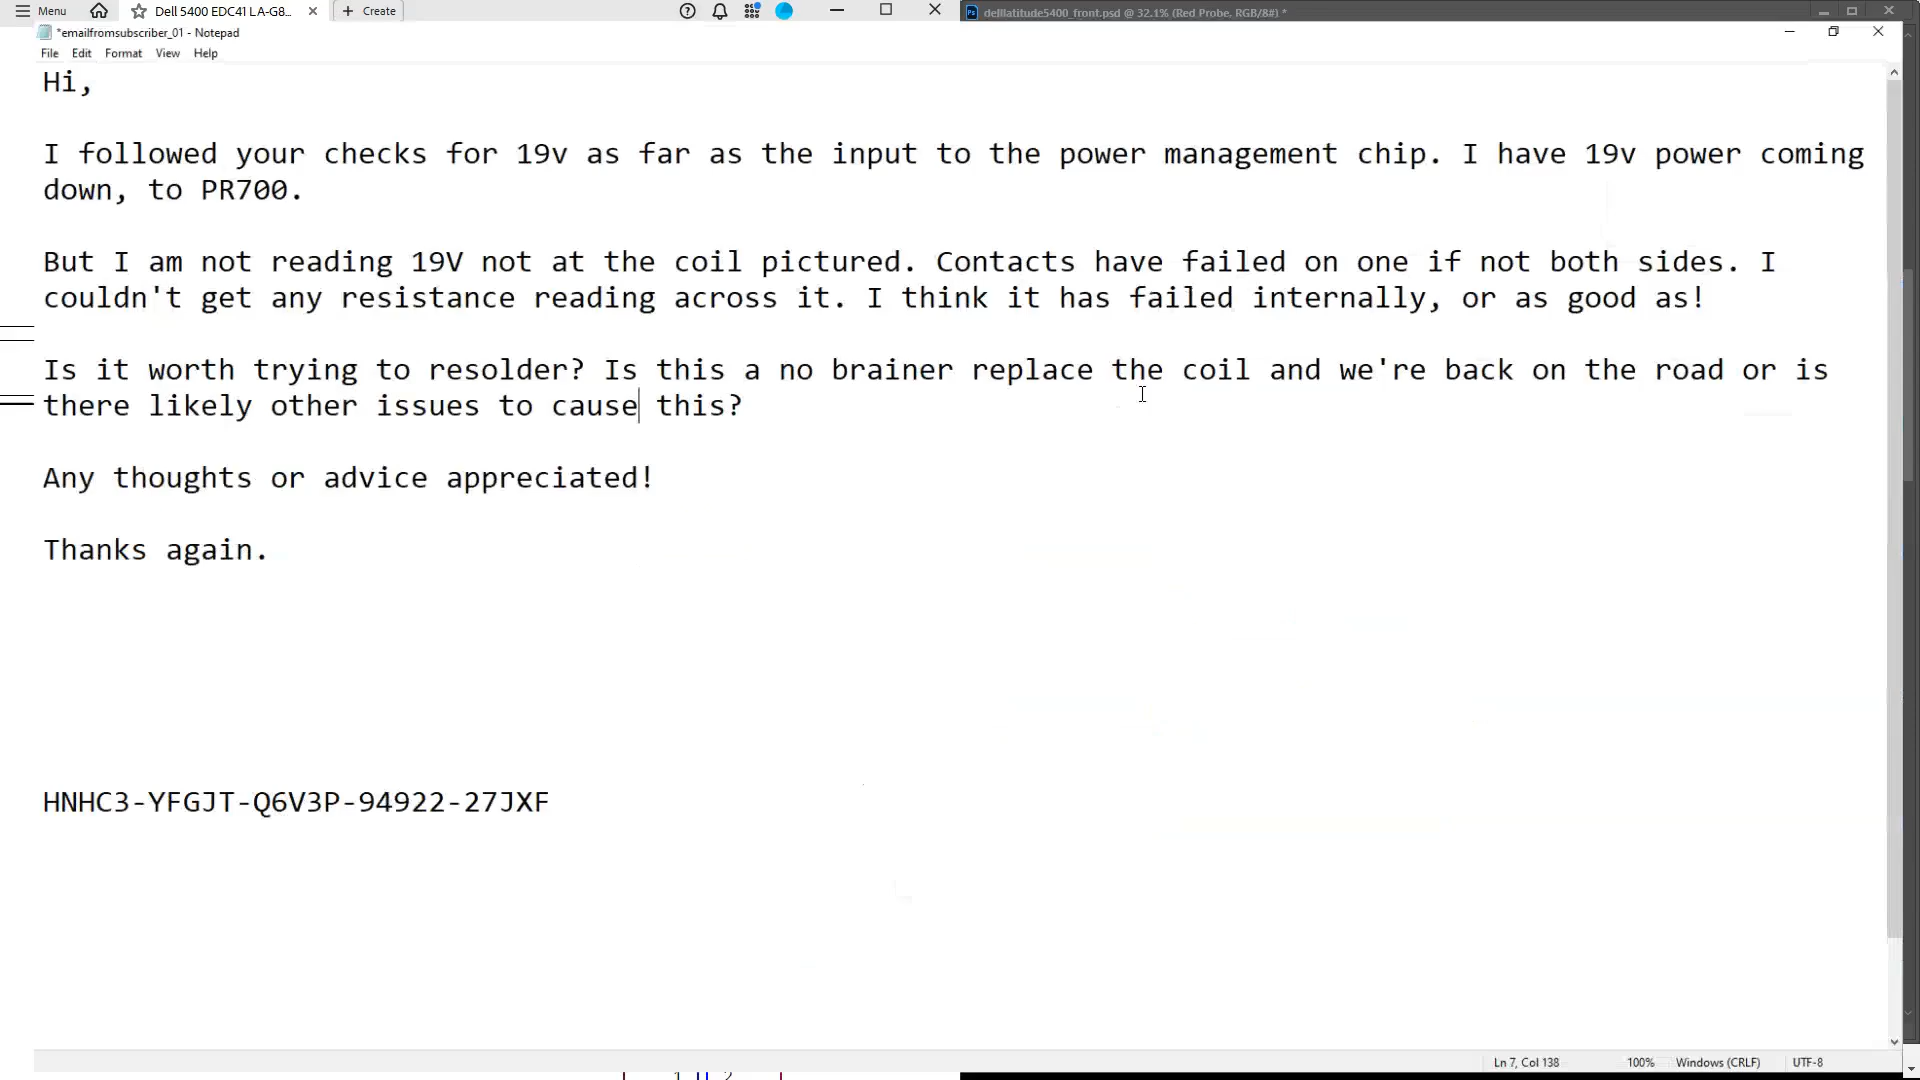 Menu
Dell 5400 EDC41 LA-G8...
Create
delllatitude5400_front.psd @ 32.1% (Red Probe, RGB/8#) *
*emailfromsubscriber_01 - Notepad
File Edit Format View Help
Hi,
I followed your checks for 19v as far as the input to the power management chip. I have 19v power coming
down, to PR700.
But I am not reading 19V not at the coil pictured. Contacts have failed on one if not both sides. I
couldn't get any resistance reading across it. I think it has failed internally, or as good as!
Is it worth trying to resolder? Is this a no brainer replace the coil and we're back on the road or is
there likely other issues to cause this?
Any thoughts or advice appreciated!
Thanks again.
HNHC3-YFGJT-Q6V3P-94922-27JXF
Ln 7, Col 138 100% Windows (CRLF) UTF-8